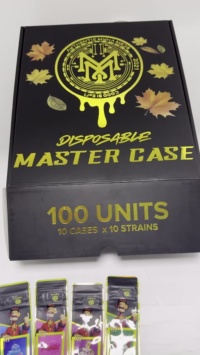 DISPOSABLE
MASTER CASE
100 UNITS
10 CASES x 10 STRAINS